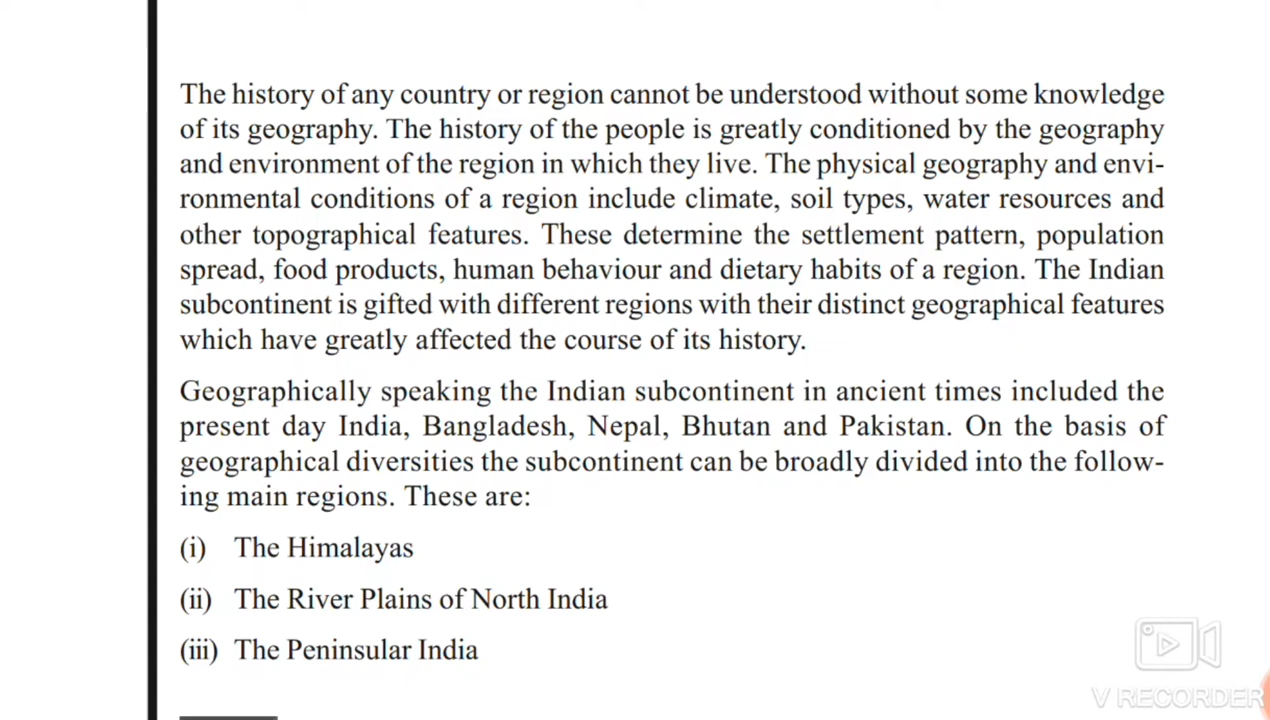 The history of any country or region cannot be understood without some knowledge
of its geography. The history of the people is greatly conditioned by the geography
and environment of the region in which they live. The physical geography and envi-
ronmental conditions of a region include climate, soil types, water resources and
other topographical features. These determine the settlement pattern, population
spread, food products, human behaviour and dietary habits of a region. The Indian
subcontinent is gifted with different regions with their distinct geographical features
which have greatly affected the course of its history.
Geographically speaking the Indian subcontinent in ancient times included the
present day India, Bangladesh, Nepal, Bhutan and Pakistan. On the basis of
geographical diversities the subcontinent can be broadly divided into the follow-
ing main regions. These are:
(i) The Himalayas
(ii) The River Plains of North India
(iii) The Peninsular India
V RECORDER